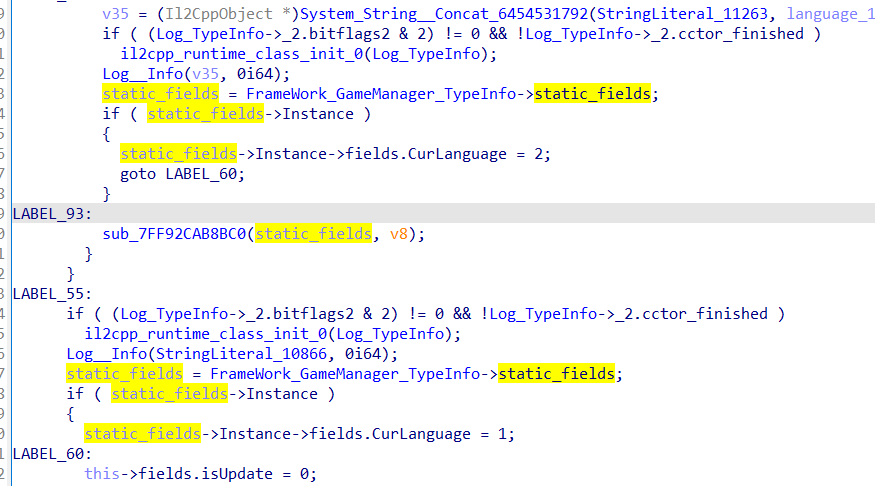 v35 = (Il2CppObject *)System_String__Concat_6454531792(StringLiteral_11263, language_1
if ( (Log_TypeInfo->_2.bitflags2 & 2) != 0 && !Log_TypeInfo->_2.cctor_finished )
il2cpp_runtime_class_init_0(Log_TypeInfo);
Log__Info(v35, 0i64);
static_fields = FrameWork_GameManager_TypeInfo->static_fields;
if ( static_fields->Instance )
{
static_fields->Instance->fields.CurLanguage = 2;
goto LABEL_60;
}
LABEL_93:
sub_7FF92CAB8BC0(static_fields, v8);
}
}
LABEL_55:
if ( (Log_TypeInfo->_2.bitflags2 & 2) != 0 && !Log_TypeInfo->_2.cctor_finished )
il2cpp_runtime_class_init_0(Log_TypeInfo);
Log__Info(StringLiteral_10866, 0i64);
static_fields = FrameWork_GameManager_TypeInfo->static_fields;
if ( static_fields->Instance )
{
static_fields->Instance->fields.CurLanguage = 1;
LABEL_60:
this->fields.isUpdate = 0;